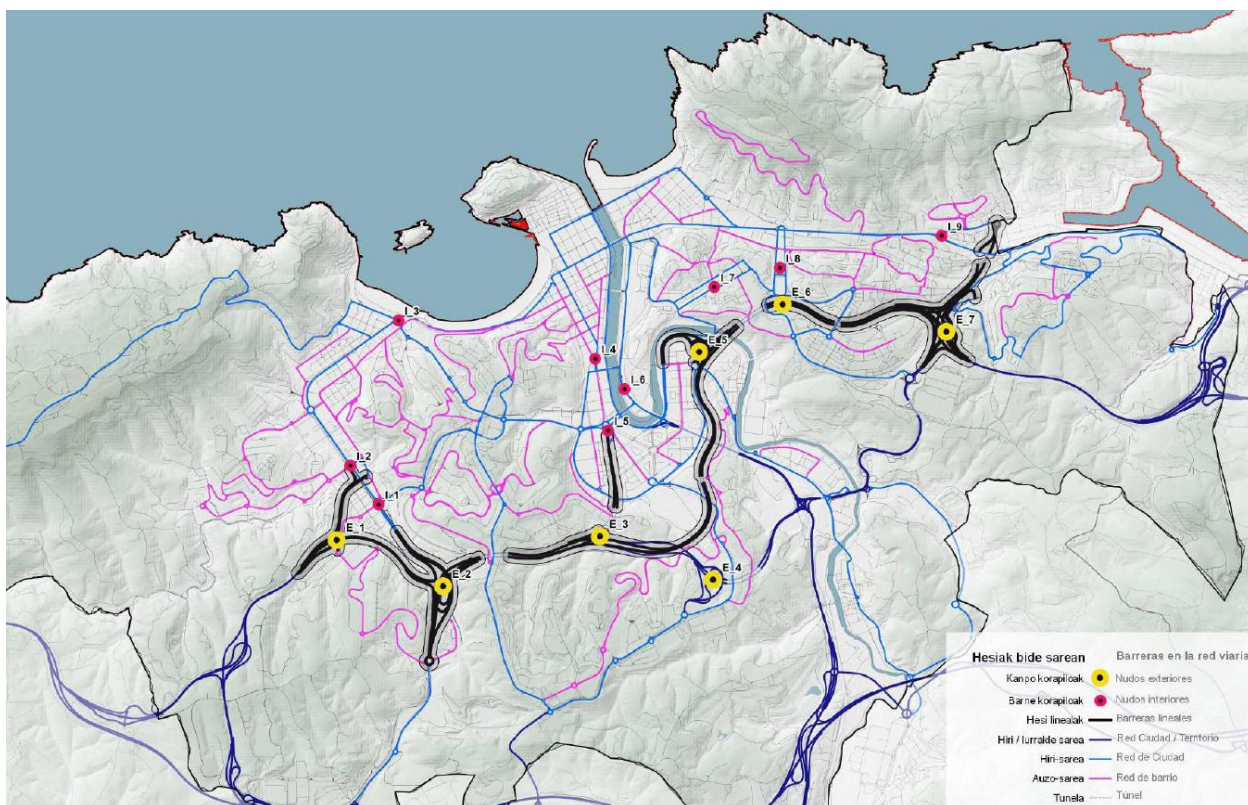 I_9
I_8
I_7
E_6
I_3
E_7
E_5
I_4
I_6
I_5
I_2
I_1
E_1
E_3
E_2
E_4
Hesiak bide sarean Barreras en la red viaria
Kanpo korapiloak Nudos exteriores
Barne korapiloak Nudos interiores
Hesi linealak Barreras lineales
Hiri / lurralde sarea Red Ciudad / Territorio
Hiri-sarea Red de Ciudad
Auzo-sarea Red de barrio
Tunela Túnel